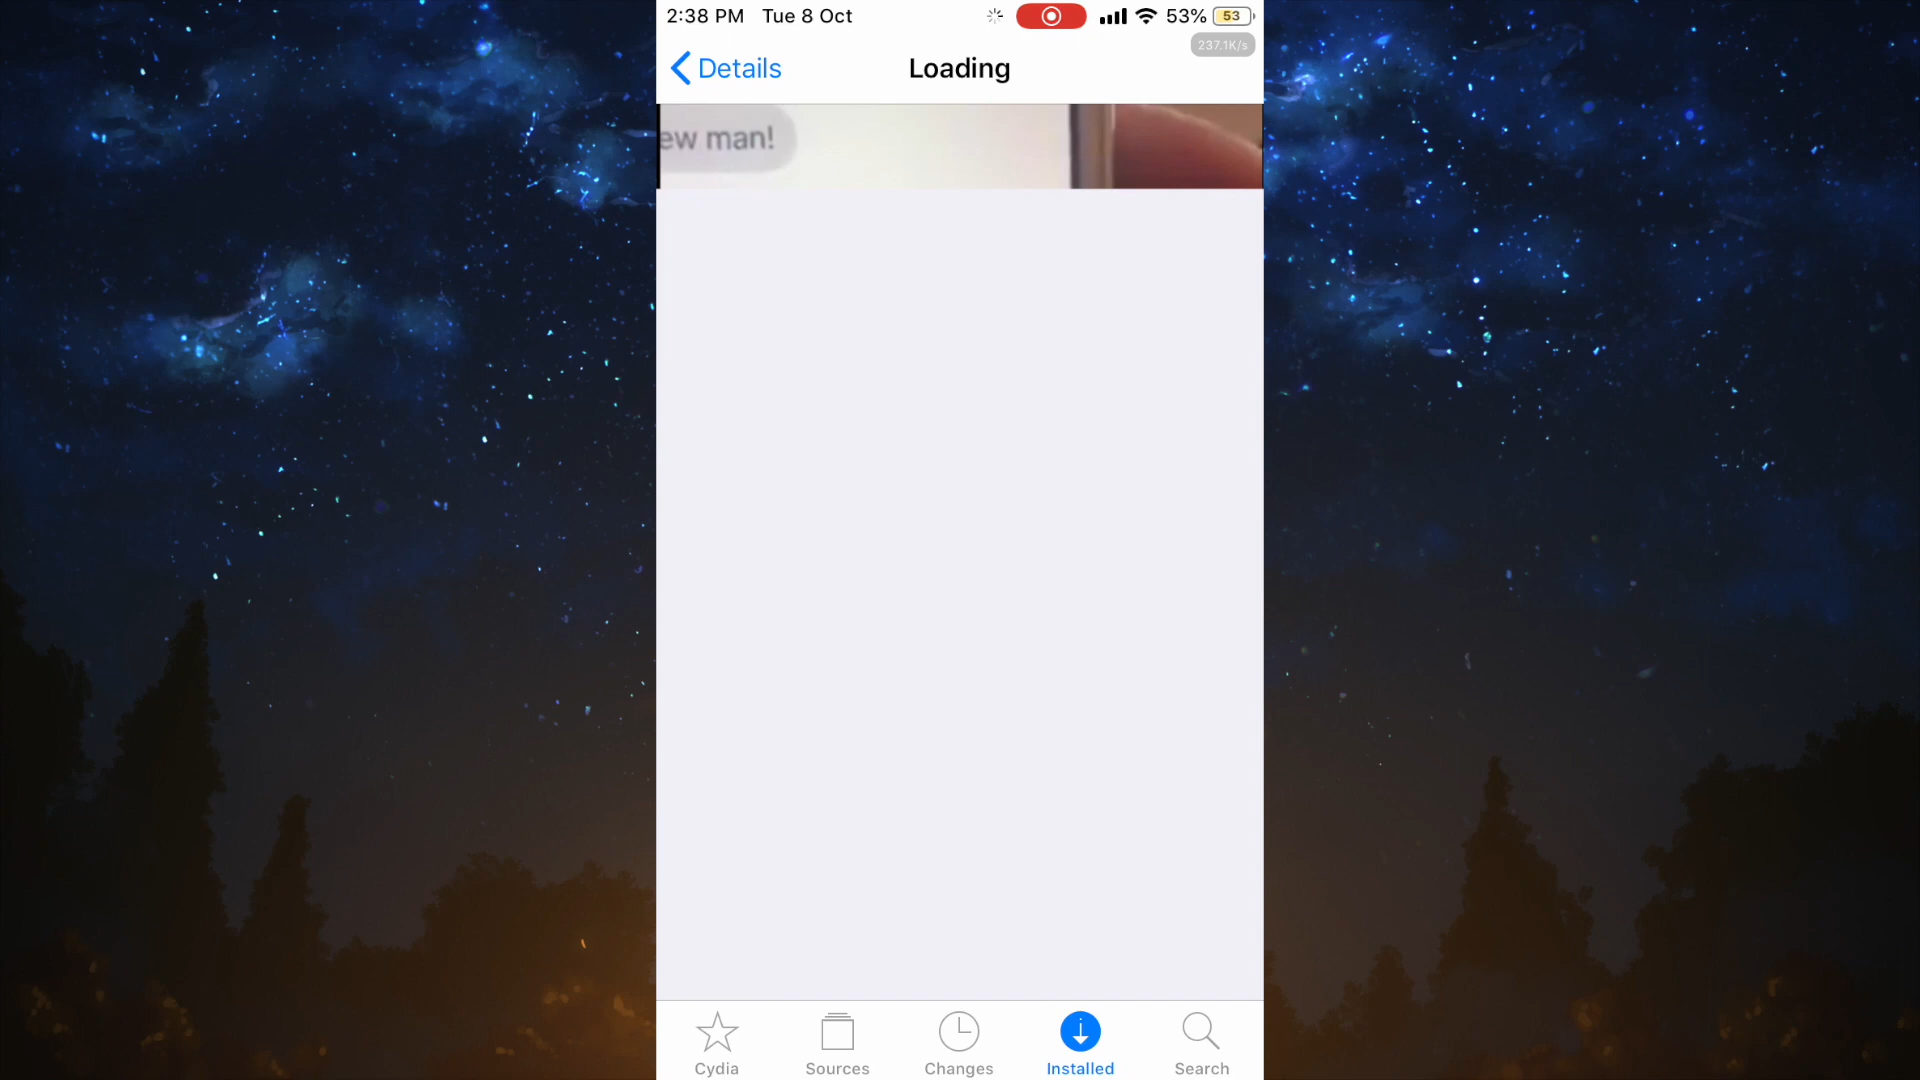 2:38 PM Tue 8 Oct 53% 53
237.1K/s
Details Loading
ew man!
Cydia Sources Changes Installed Search